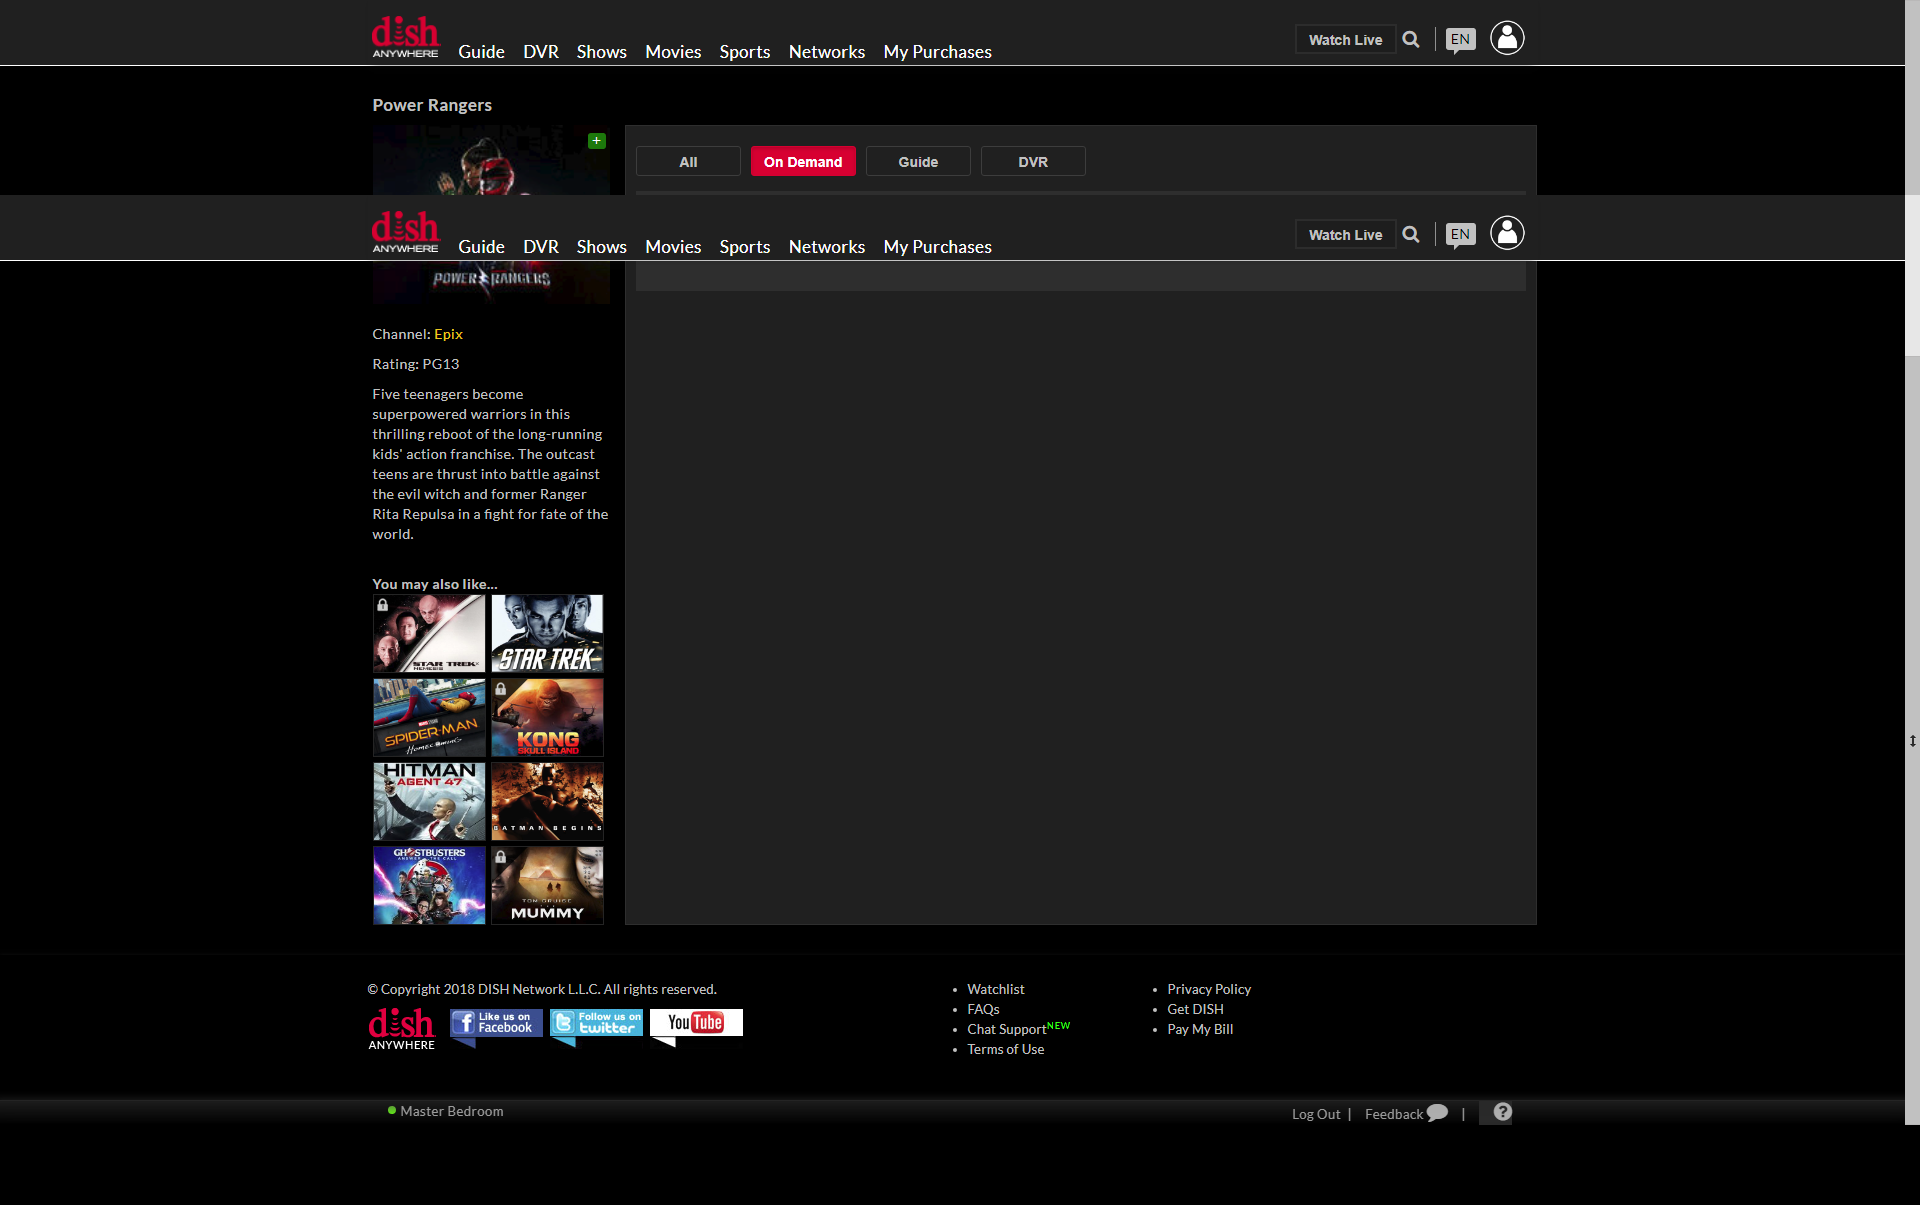 dish
ANYWHERE
Guide DVR Shows Movies Sports Networks My Purchases
Watch Live
EN
Power Rangers
+
All
On Demand
Guide
DVR
dish
ANYWHERE
Guide DVR Shows Movies Sports Networks My Purchases
Watch Live
EN
POWER RANGERS
Channel: Epix
Rating: PG13
Five teenagers become
superpowered warriors in this
thrilling reboot of the long-running
kids' action franchise. The outcast
teens are thrust into battle against
the evil witch and former Ranger
Rita Repulsa in a fight for fate of the
world.
You may also like...
STAR TREK
NEMESIS
STAR TREK
SPIDER-MAN
HOMECOMING
KONG
SKULL ISLAND
HITMAN
AGENT 47
BATMAN BEGINS
GHOSTBUSTERS
ANSWER THE CALL
TOM CRUISE
MUMMY
© Copyright 2018 DISH Network L.L.C. All rights reserved.
dish
ANYWHERE
f Like us on
Facebook
Follow us on
twitter
YouTube
• Watchlist
• FAQs
• Chat Support NEW
• Terms of Use
• Privacy Policy
• Get DISH
• Pay My Bill
Master Bedroom
Log Out | Feedback | ?